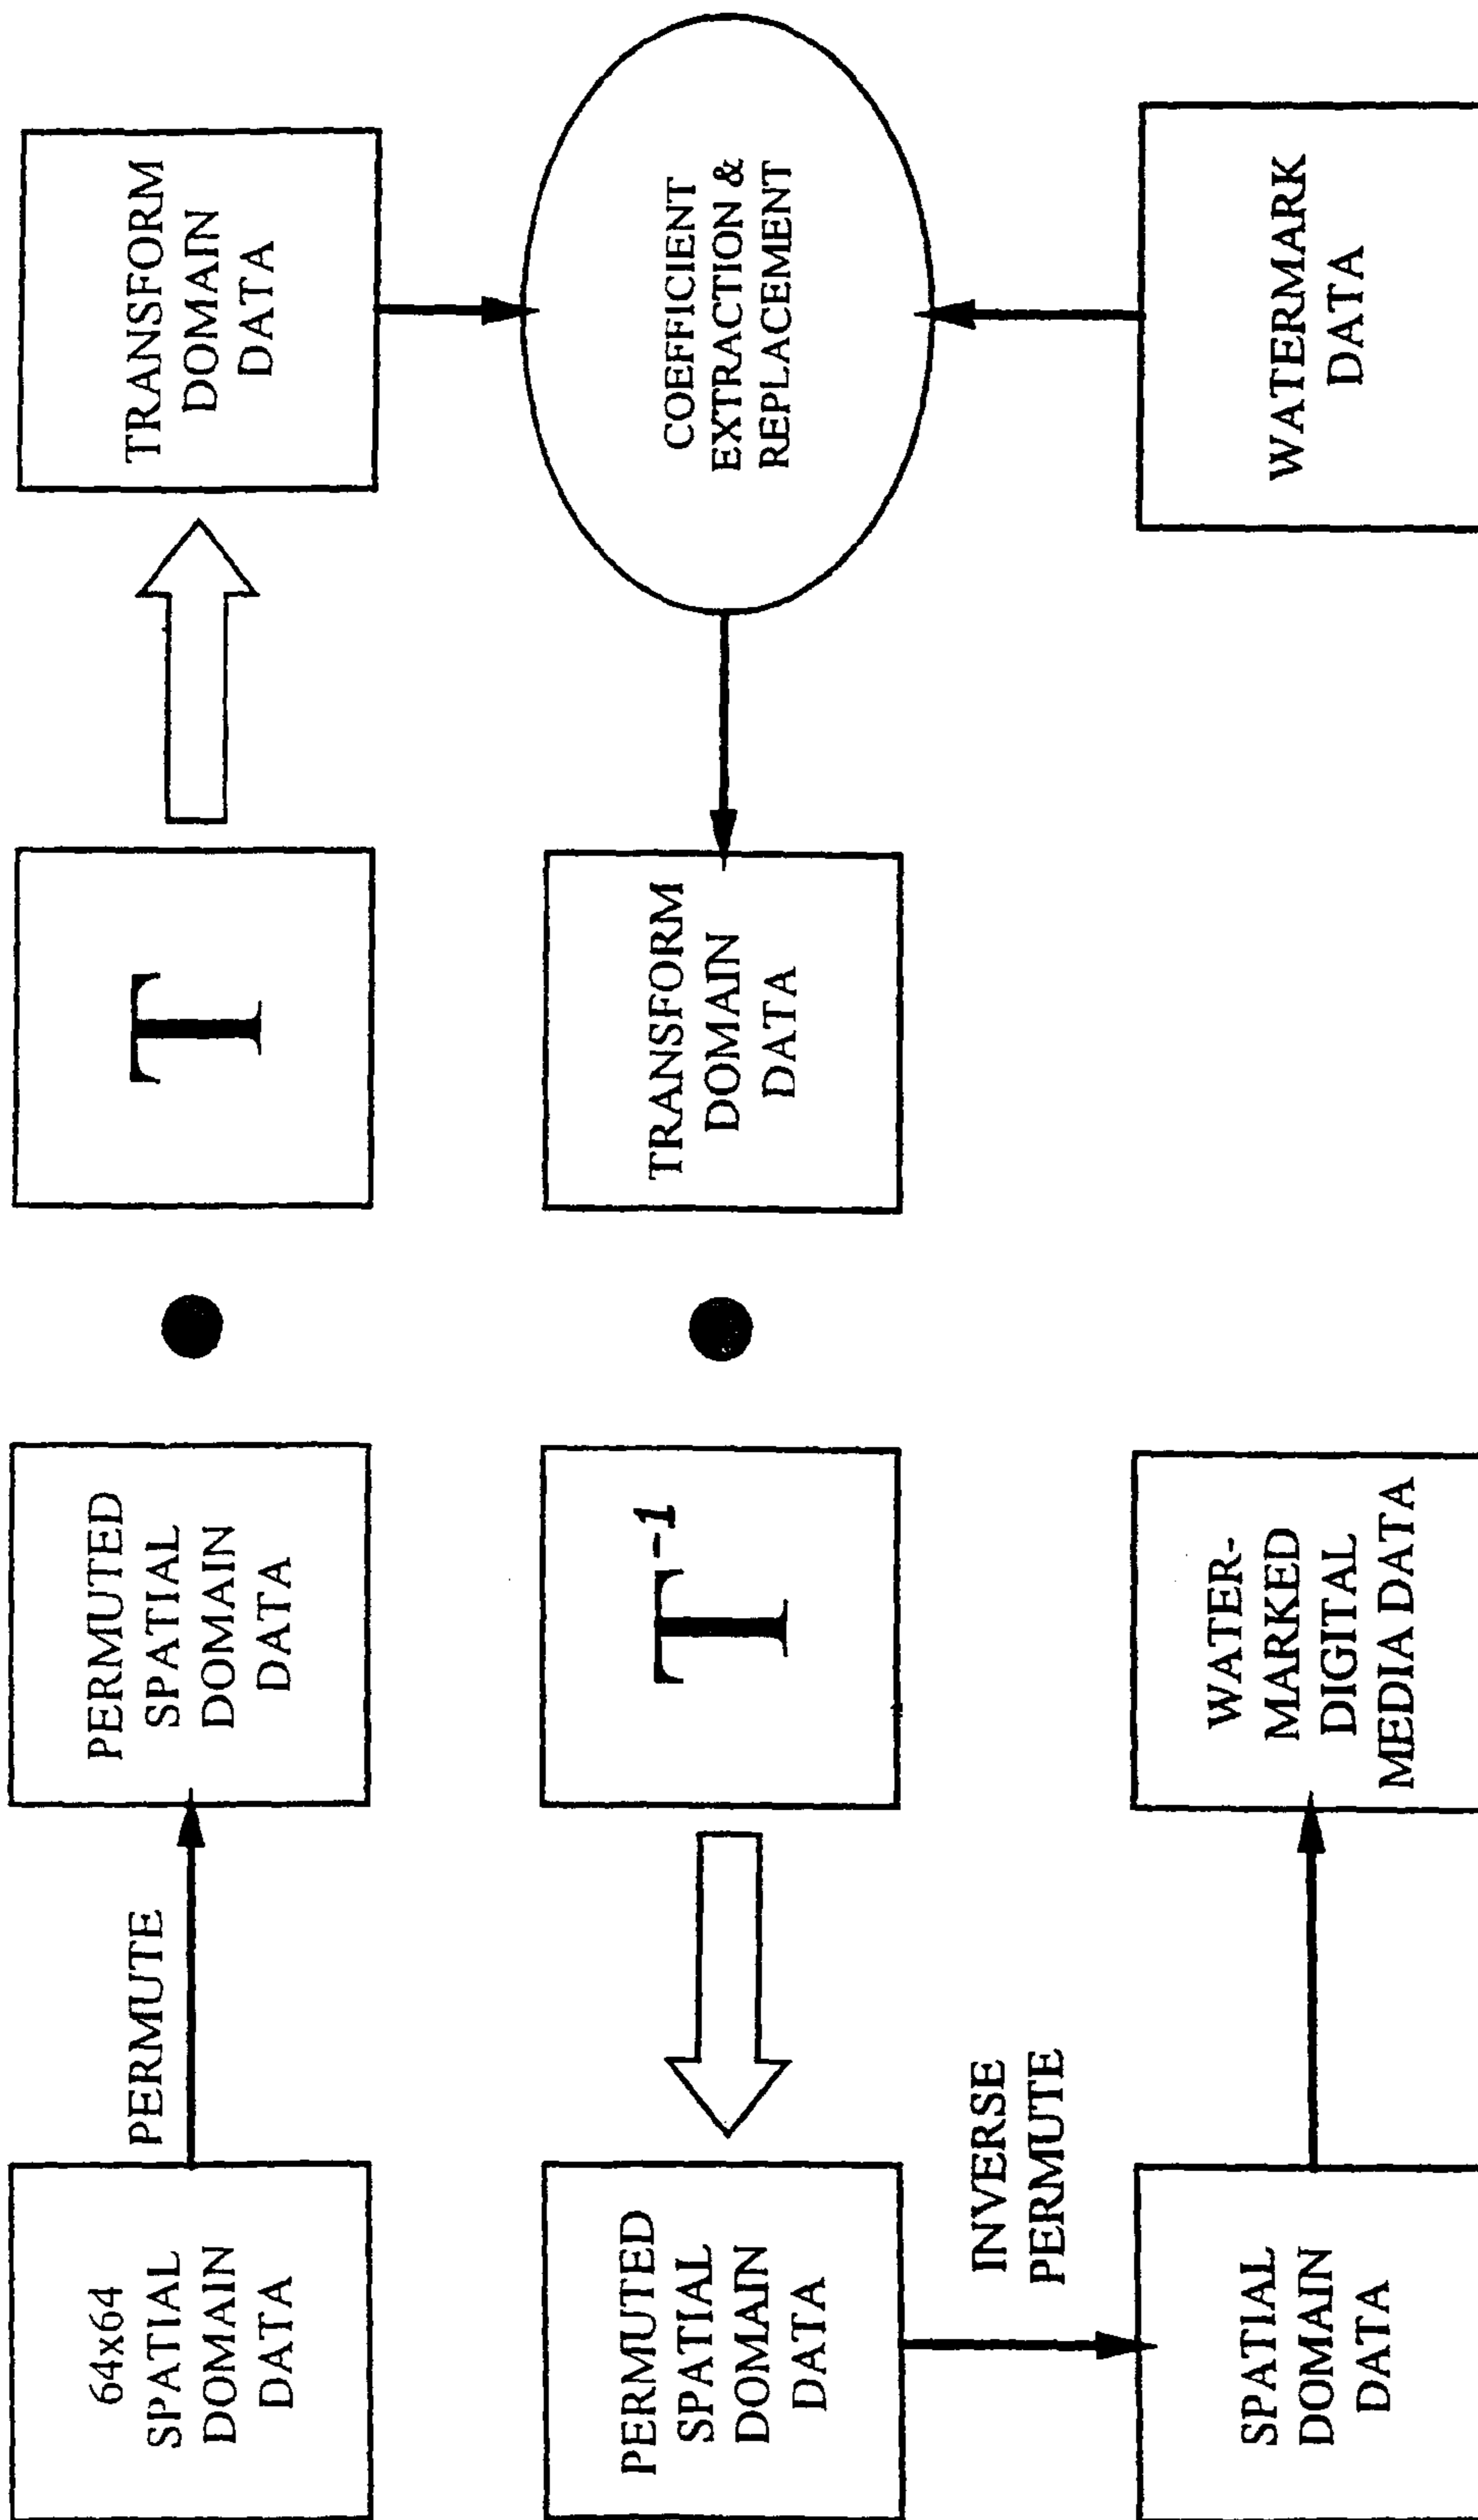 64x64
SPATIAL
DOMAIN
DATA
PERMUTE
PERMUTED
SPATIAL
DOMAIN
DATA
T
TRANSFORM
DOMAIN
DATA
PERMUTED
SPATIAL
DOMAIN
DATA
T⁻¹
TRANSFORM
DOMAIN
DATA
COEFFICIENT
EXTRACTION &
REPLACEMENT
INVERSE
PERMUTE
SPATIAL
DOMAIN
DATA
WATER-
MARKED
DIGITAL
MEDIA DATA
WATERMARK
DATA